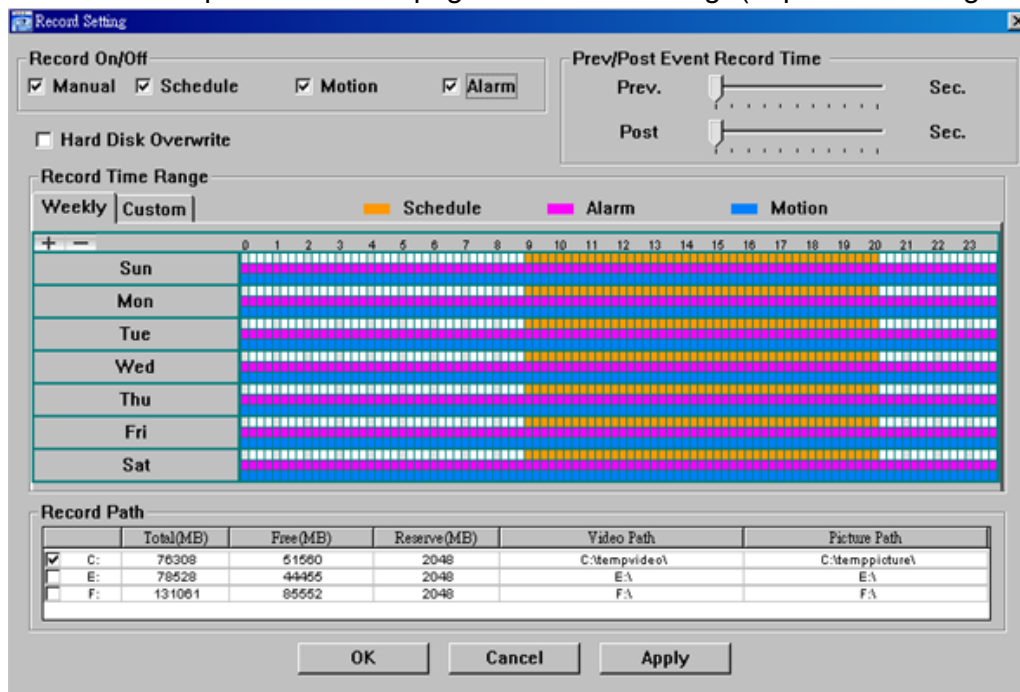 Record Setting
Record On/Off
Manual Schedule Motion Alarm
Prev/Post Event Record Time
Prev. Sec.
Post Sec.
Hard Disk Overwrite
Record Time Range
Weekly Custom
Schedule Alarm Motion
+ − 0 1 2 3 4 5 6 7 8 9 10 11 12 13 14 15 16 17 18 19 20 21 22 23
Sun
Mon
Tue
Wed
Thu
Fri
Sat
Record Path
Total(MB) Free(MB) Reserve(MB) Video Path Picture Path
C: 76308 51560 2048 C:\tempvideo\ C:\temppicture\
E: 78528 44455 2048 E:\ E:\
F: 131061 85552 2048 F:\ F:\
OK Cancel Apply